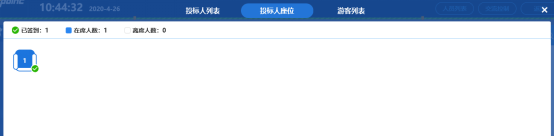 10:44:32 2020-4-26 投标人列表 投标人座位 游客列表 ×
已签到：1 在席人数：1 离席人数：0
1